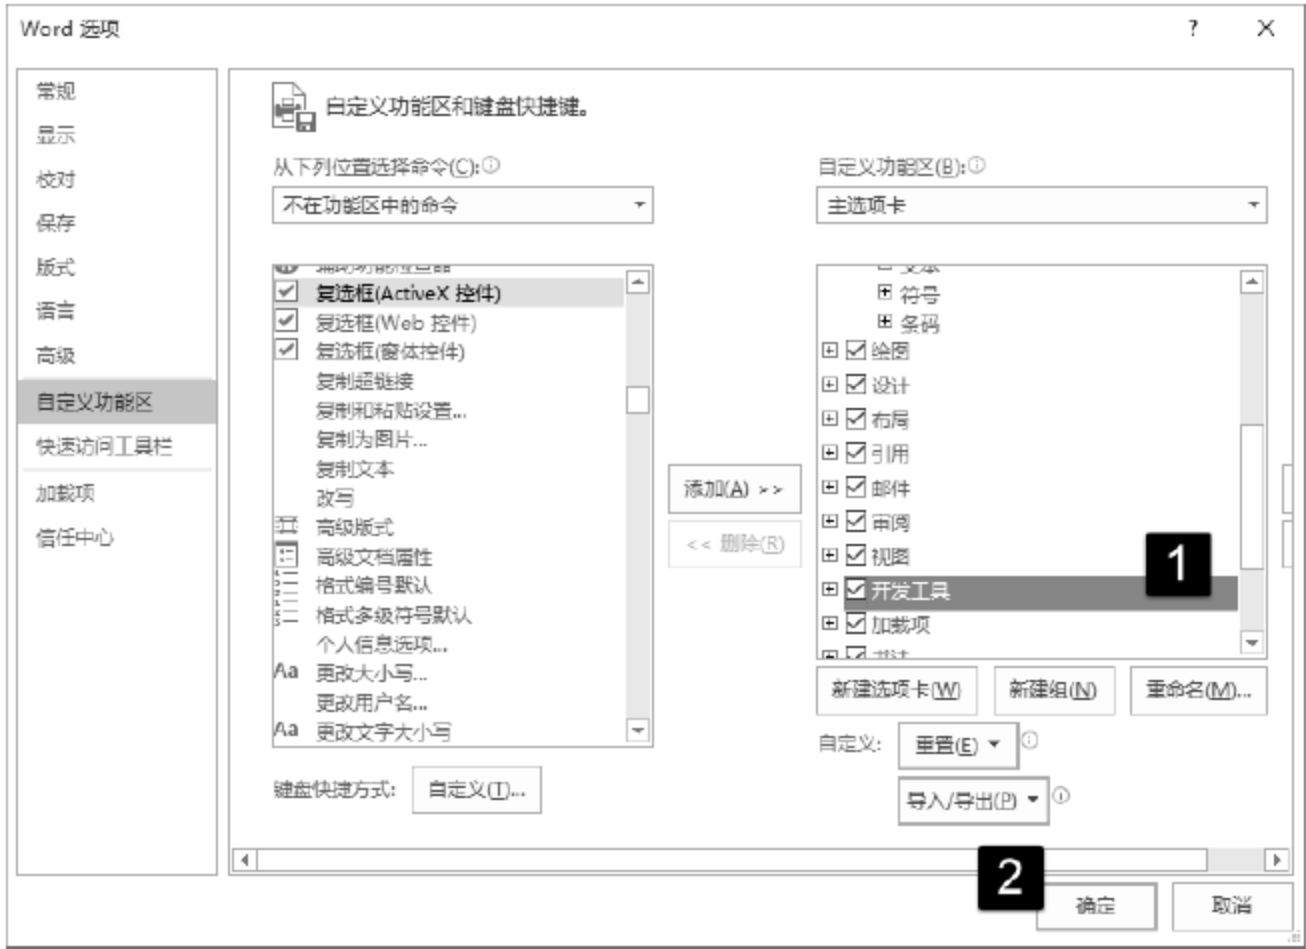 Word 选项
?
常规
显示
校对
保存
版式
语言
高级
自定义功能区
快速访问工具栏
加载项
信任中心
自定义功能区和键盘快捷键。
从下列位置选择命令(C):
不在功能区中的命令
辅助功能检查器
复选框(ActiveX 控件)
复选框(Web 控件)
复选框(窗体控件)
复制超链接
复制和粘贴设置...
复制为图片...
复制文本
改写
高级版式
高级文档属性
格式编号默认
格式多级符号默认
个人信息选项...
Aa 更改大小写...
更改用户名...
Aa 更改文字大小写
键盘快捷方式: 自定义(T)...
添加(A) >>
<< 删除(R)
自定义功能区(B):
主选项卡
文本
符号
条码
绘图
设计
布局
引用
邮件
审阅
视图
1
开发工具
加载项
新建选项卡(W) 新建组(N) 重命名(M)...
自定义: 重置(E)
导入/导出(P)
2
确定 取消